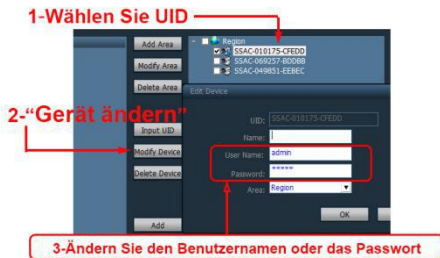 1-Wählen Sie UID
Add Area
Region
SSAC-010175-CFEDD
Modify Area
SSAC-069257-BDDBB
SSAC-049851-EEBEC
Delete Area
Edit Device
2-“Gerät ändern”
UID: SSAC-010175-CFEDD
Input UID
Name:
Modify Device
User Name: admin
Password: *****
Delete Device
Area: Region
OK
Add
3-Ändern Sie den Benutzernamen oder das Passwort